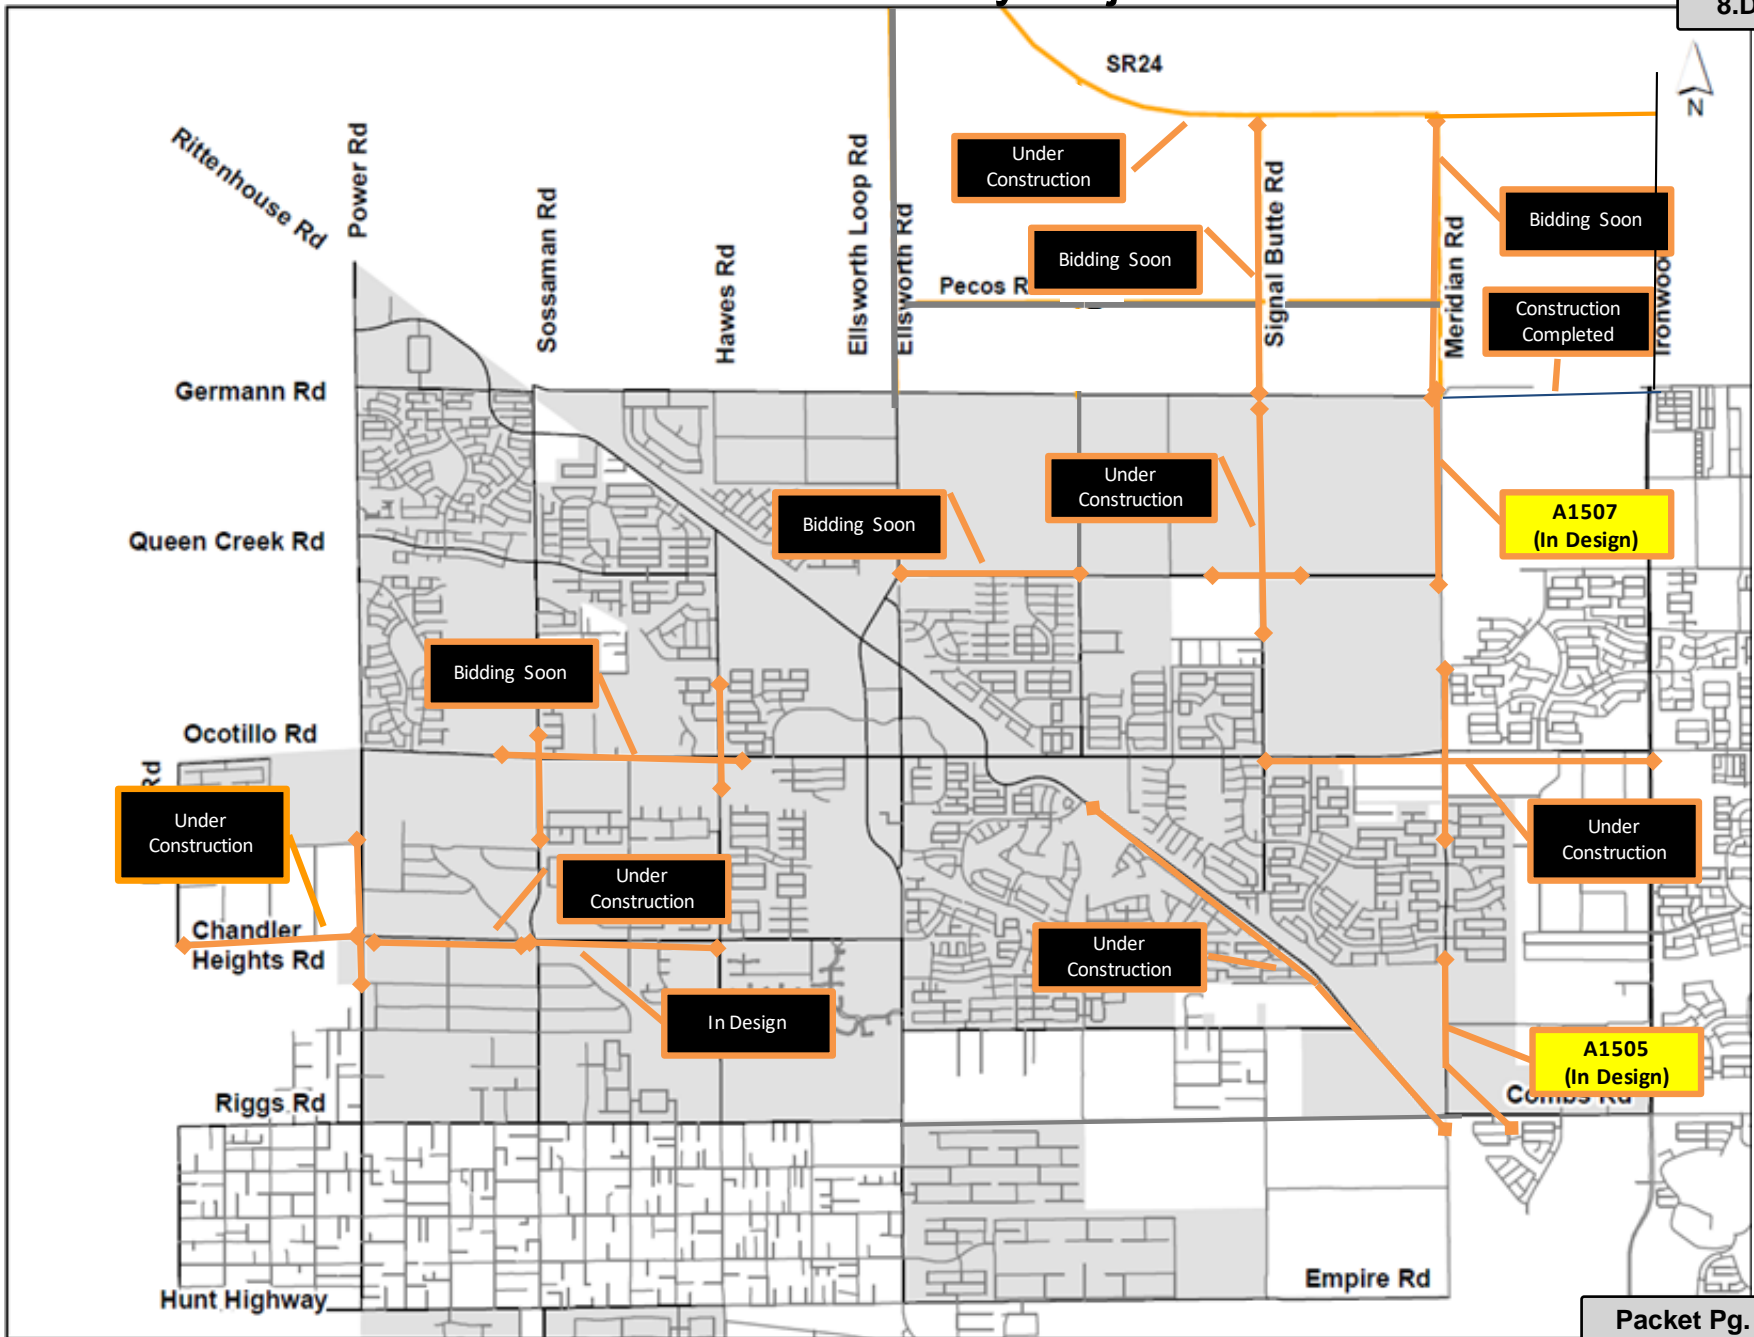 8.D
SR24
N
Rittenhouse Rd
Power Rd
Sossaman Rd
Hawes Rd
Ellsworth Loop Rd
Ellsworth Rd
Signal Butte Rd
Meridian Rd
Under
Construction
Bidding Soon
Bidding Soon
Pecos R
Construction
Completed
Germann Rd
Queen Creek Rd
Bidding Soon
Under
Construction
A1507
(In Design)
Bidding Soon
Ocotillo Rd
Rd
Under
Construction
Under
Construction
Under
Construction
Chandler
Heights Rd
Under
Construction
In Design
A1505
(In Design)
Combs Rd
Riggs Rd
Empire Rd
Hunt Highway
Packet Pg.